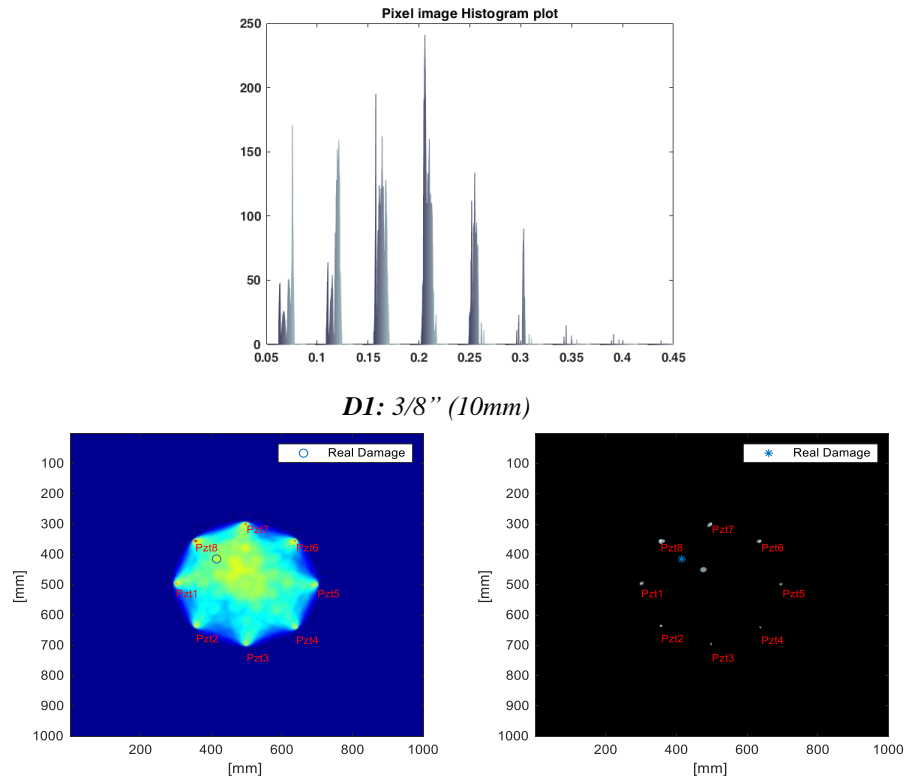 Pixel image Histogram plot
250
200
150
100
50
0
0.05 0.1 0.15 0.2 0.25 0.3 0.35 0.4 0.45
D1: 3/8” (10mm)
Real Damage
100
200
300
400
500
600
700
800
900
1000
[mm]
Pzt7
Pzt8
Pzt6
Pzt1
Pzt5
Pzt2
Pzt4
Pzt3
200 400 600 800 1000
[mm]
Real Damage
100
200
300
400
500
600
700
800
900
1000
[mm]
Pzt7
Pzt8
Pzt6
Pzt1
Pzt5
Pzt2
Pzt4
Pzt3
200 400 600 800 1000
[mm]